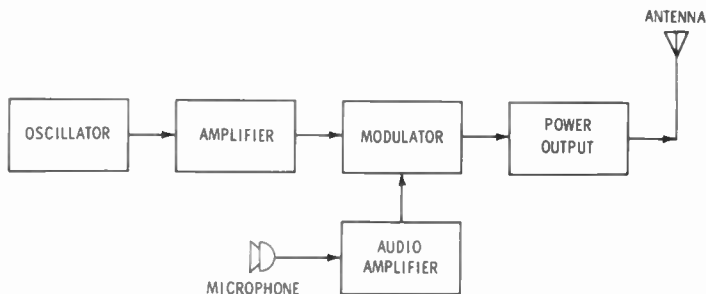 ANTENNA
OSCILLATOR
AMPLIFIER
MODULATOR
POWER
OUTPUT
AUDIO
AMPLIFIER
MICROPHONE